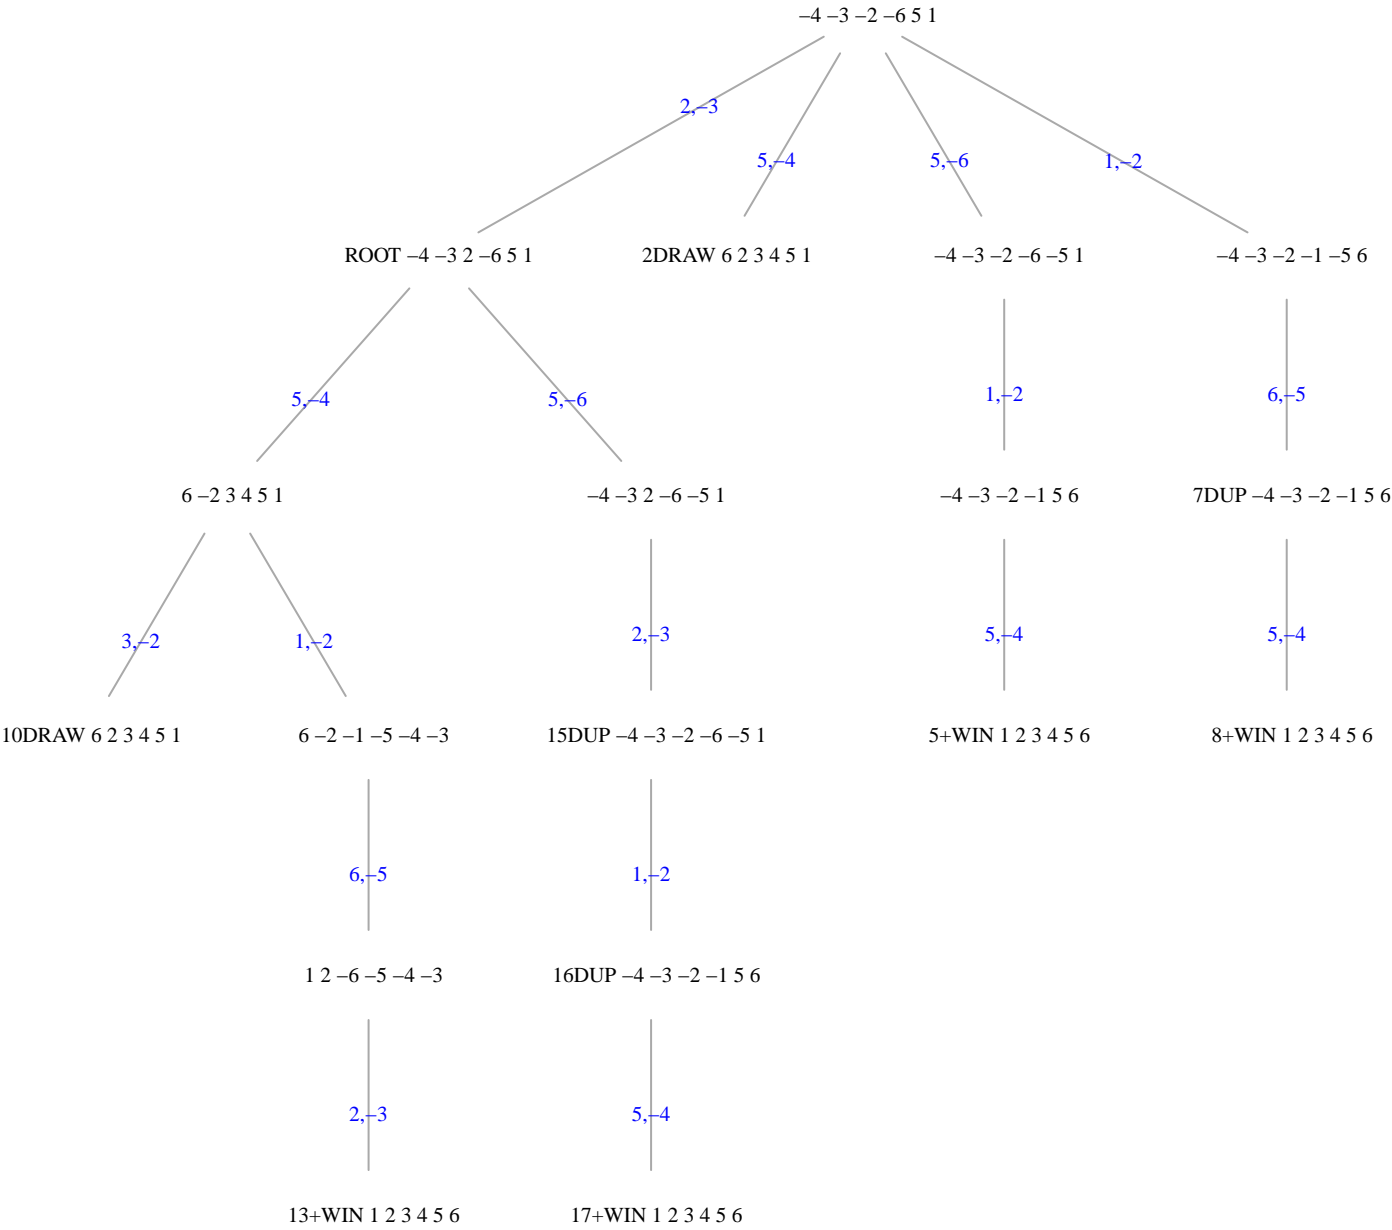 –4 –3 –2 –6 5 1
2,–3
5,–4
5,–6
1,–2
ROOT –4 –3 2 –6 5 1
2DRAW 6 2 3 4 5 1
–4 –3 –2 –6 –5 1
–4 –3 –2 –1 –5 6
5,–4
5,–6
1,–2
6,–5
6 –2 3 4 5 1
–4 –3 2 –6 –5 1
–4 –3 –2 –1 5 6
7DUP –4 –3 –2 –1 5 6
3,–2
1,–2
2,–3
5,–4
5,–4
10DRAW 6 2 3 4 5 1
6 –2 –1 –5 –4 –3
15DUP –4 –3 –2 –6 –5 1
5+WIN 1 2 3 4 5 6
8+WIN 1 2 3 4 5 6
6,–5
1,–2
1 2 –6 –5 –4 –3
16DUP –4 –3 –2 –1 5 6
2,–3
5,–4
13+WIN 1 2 3 4 5 6
17+WIN 1 2 3 4 5 6